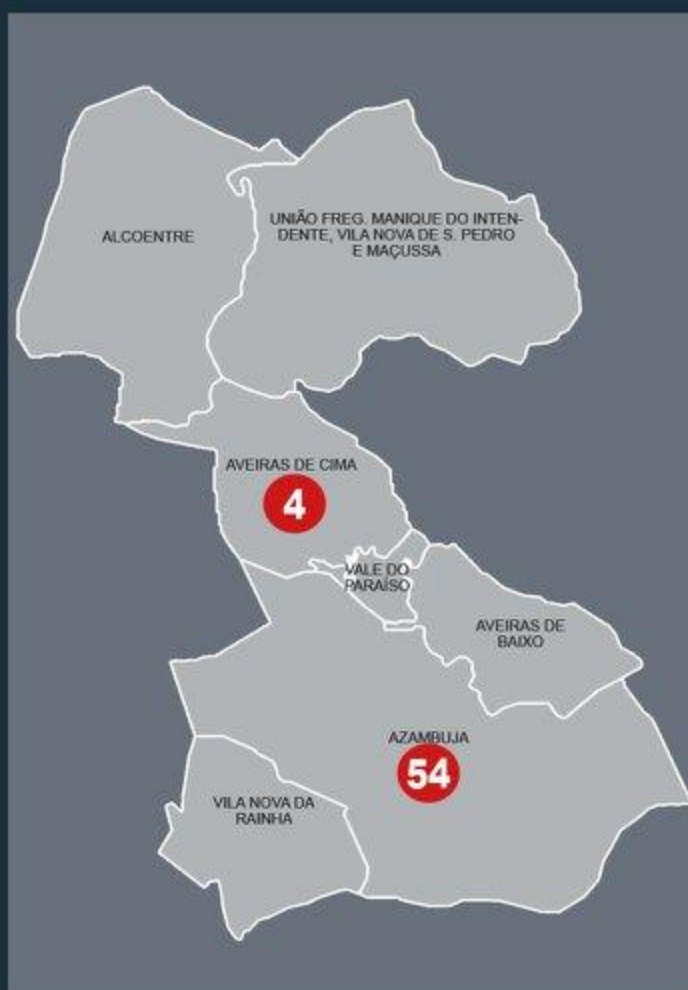 ALCOENTRE
UNIÃO FREG. MANIQUE DO INTEN-
DENTE, VILA NOVA DE S. PEDRO
E MAÇUSSA
AVEIRAS DE CIMA
4
VALE DO
PARAÍSO
AVEIRAS DE
BAIXO
AZAMBUJA
54
VILA NOVA DA
RAINHA